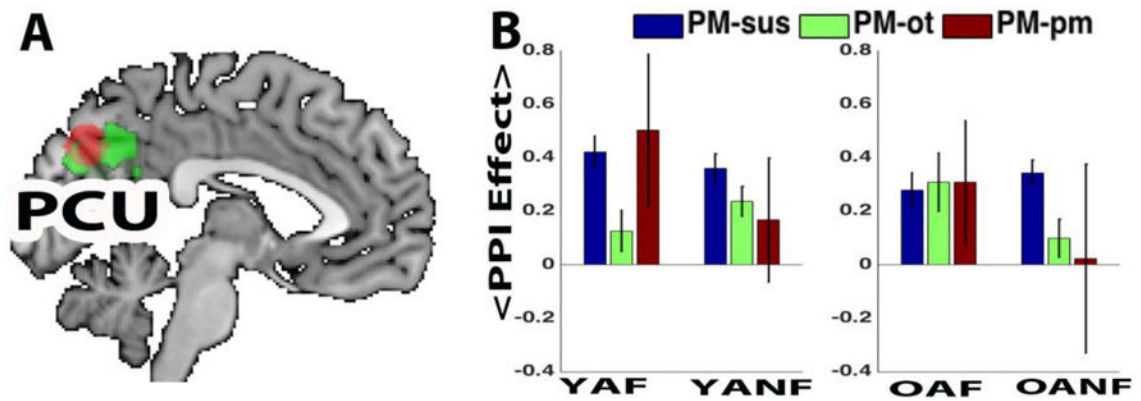 A
PCU
B
PM-sus PM-ot PM-pm
<PPI Effect>
0.8 0.8
0.6 0.6
0.4 0.4
0.2 0.2
0 0
-0.2 -0.2
-0.4 -0.4
YAF YANF OAF OANF